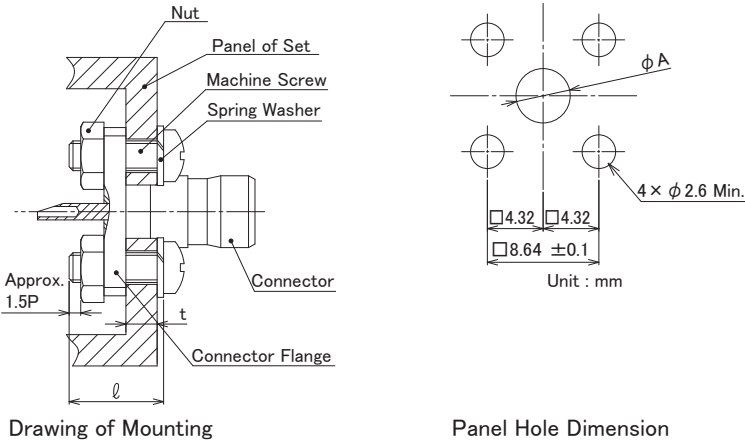 Nut
Panel of Set
Machine Screw
Spring Washer
Approx.
1.5P
t
Connector
Connector Flange
ℓ
Drawing of Mounting
φA
4×φ2.6 Min.
□4.32 □4.32
□8.64 ±0.1
Unit : mm
Panel Hole Dimension